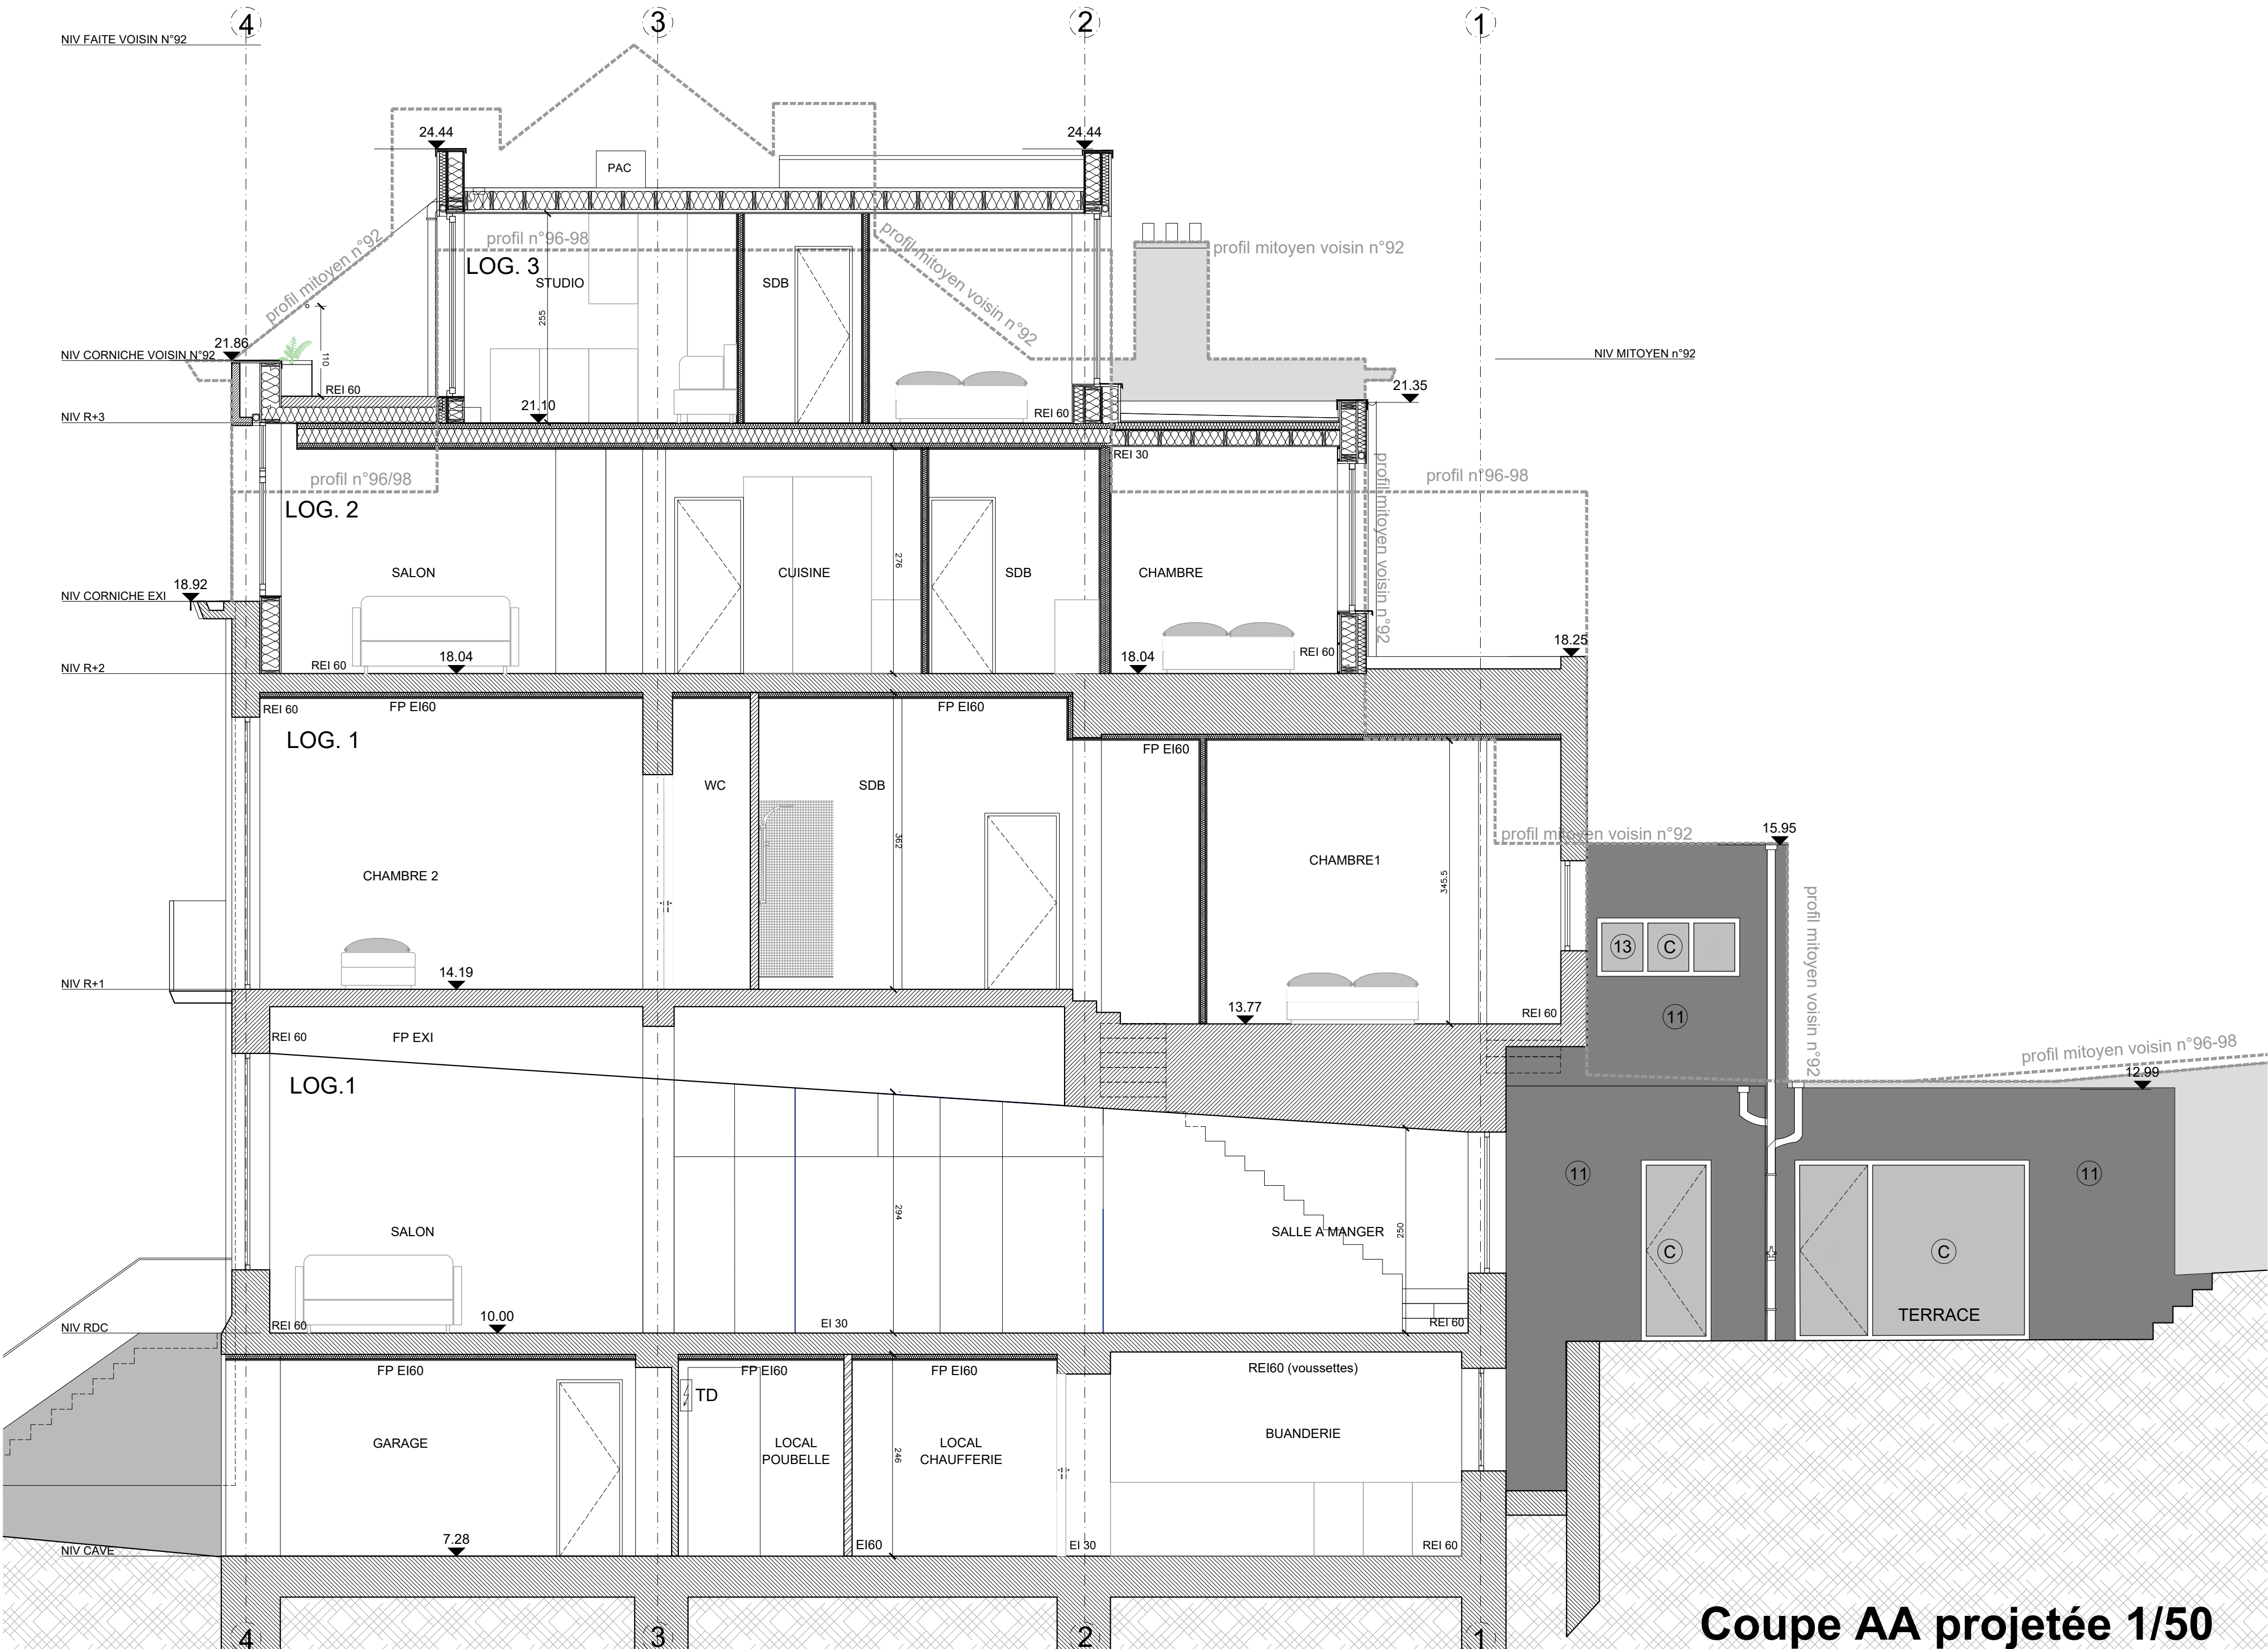 4
3
2
1
NIV FAITE VOISIN N°92
24.44
24.44
PAC
profil n°96-98
profil mitoyen voisin n°92
profil mitoyen voisin n°92
profil mitoyen voisin n°92
LOG. 3
STUDIO
SDB
255
110
21.86
NIV CORNICHE VOISIN N°92
NIV MITOYEN n°92
REI 60
21.35
21.10
REI 60
NIV R+3
REI 30
profil n°96/98
profil mitoyen voisin n°92
profil n°96-98
LOG. 2
SALON
276
CUISINE
SDB
CHAMBRE
18.92
NIV CORNICHE EXI
18.25
REI 60
18.04
18.04
REI 60
NIV R+2
REI 60
FP EI60
FP EI60
LOG. 1
FP EI60
WC
SDB
362
profil mitoyen voisin n°92
15.95
CHAMBRE 2
CHAMBRE1
345.5
profil mitoyen voisin n°92
13
C
14.19
NIV R+1
13.77
REI 60
11
REI 60
FP EXI
profil mitoyen voisin n°96-98
12.99
LOG.1
11
11
294
SALON
SALLE A MANGER
250
C
C
TERRACE
10.00
NIV RDC
REI 60
EI 30
REI 60
FP EI60
FP EI60
FP EI60
REI60 (voussettes)
TD
GARAGE
LOCAL
POUBELLE
246
LOCAL
CHAUFFERIE
BUANDERIE
7.28
NIV CAVE
EI60
EI 30
REI 60
4
3
2
1
Coupe AA projetée 1/50